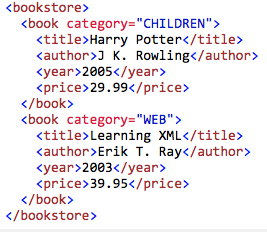 <bookstore>
<book category="CHILDREN">
<title>Harry Potter</title>
<author>J K. Rowling</author>
<year>2005</year>
<price>29.99</price>
</book>
<book category="WEB">
<title>Learning XML</title>
<author>Erik T. Ray</author>
<year>2003</year>
<price>39.95</price>
</book>
</bookstore>